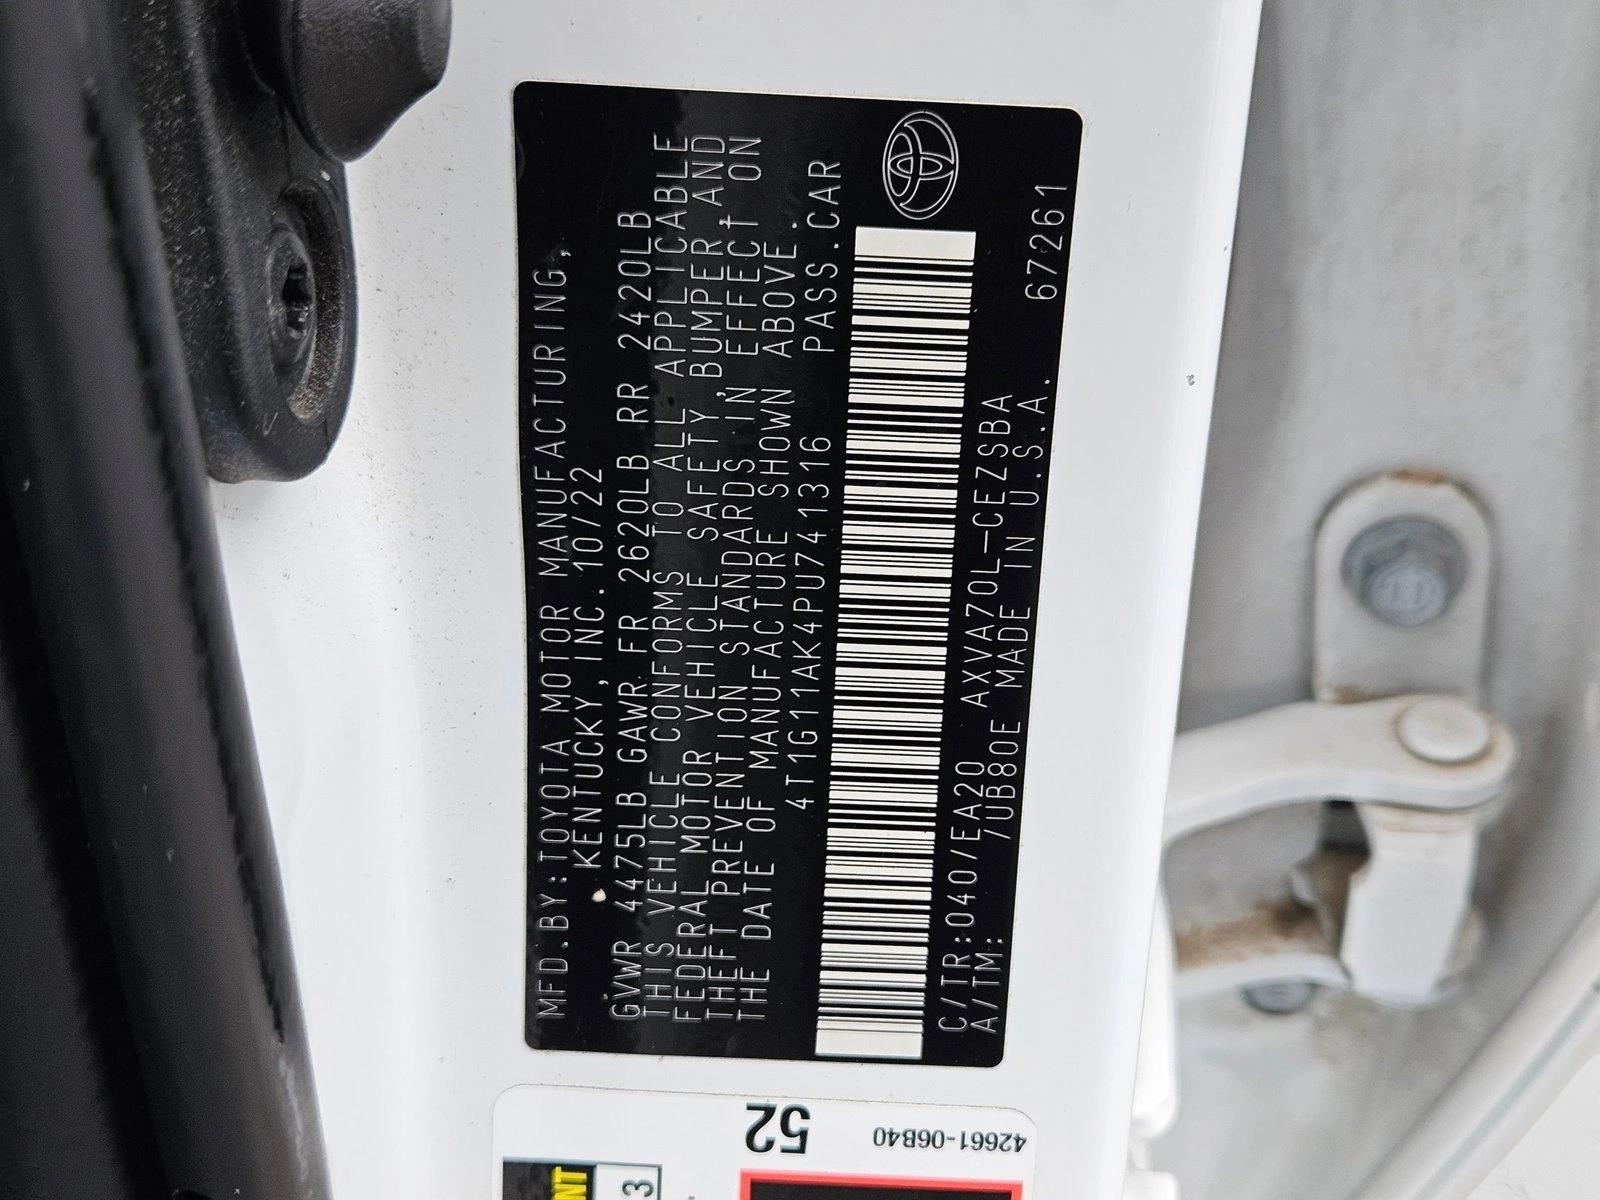 MFD.BY:TOYOTA MOTOR MANUFACTURING,
KENTUCKY,INC.10/22
GVWR 4475LB GAWR FR 2620LB RR 2420LB
THIS VEHICLE CONFORMS TO ALL APPLICABLE
FEDERAL MOTOR VEHICLE SAFETY,BUMPER,AND
THEFT PREVENTION STANDARDS IN EFFECT ON
THE DATE OF MANUFACTURE SHOWN ABOVE.
4T1G11AK4PU741316 PASS.CAR
C/TR:040/EA20 AXVA70L-CEZSBA 67261
A/TM: /UB80E MADE IN U.S.A.
52
42661-06B40
3